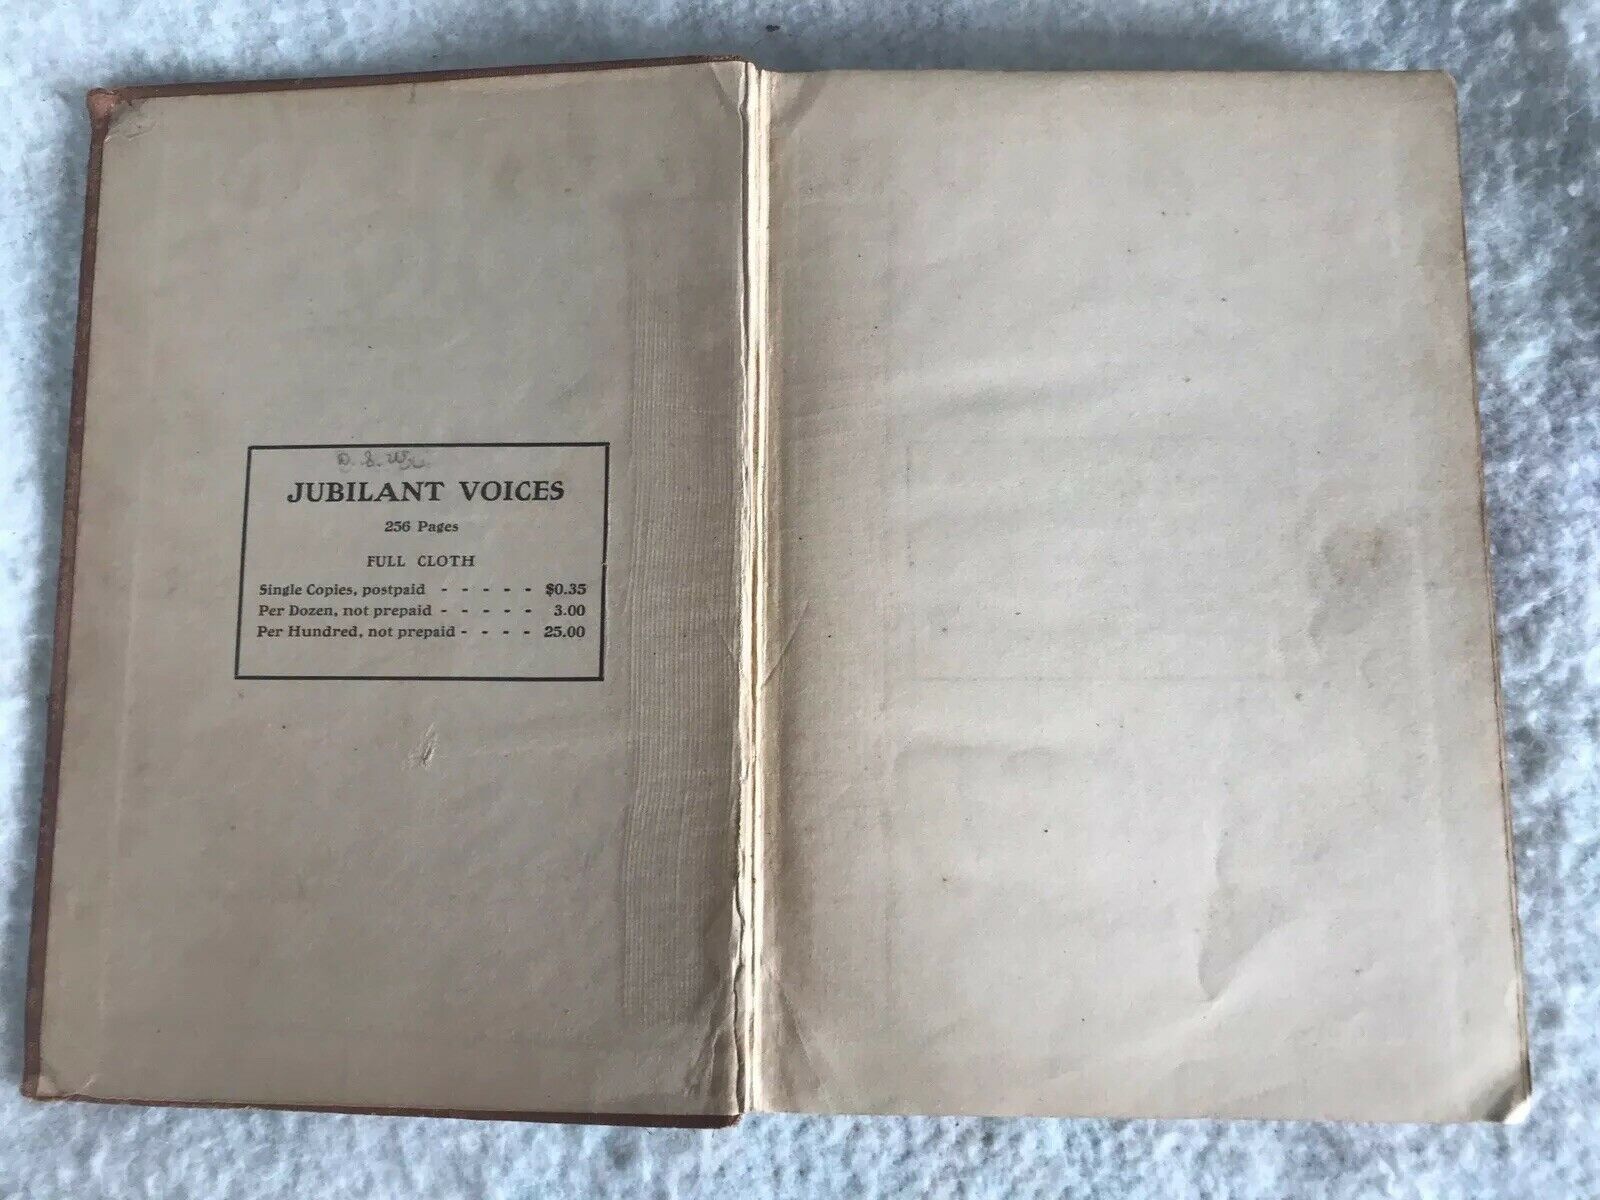 JUBILANT VOICES
256 Pages
FULL CLOTH
Single Copies, postpaid - - - - - $0.35
Per Dozen, not prepaid - - - - - 3.00
Per Hundred, not prepaid - - - - 25.00